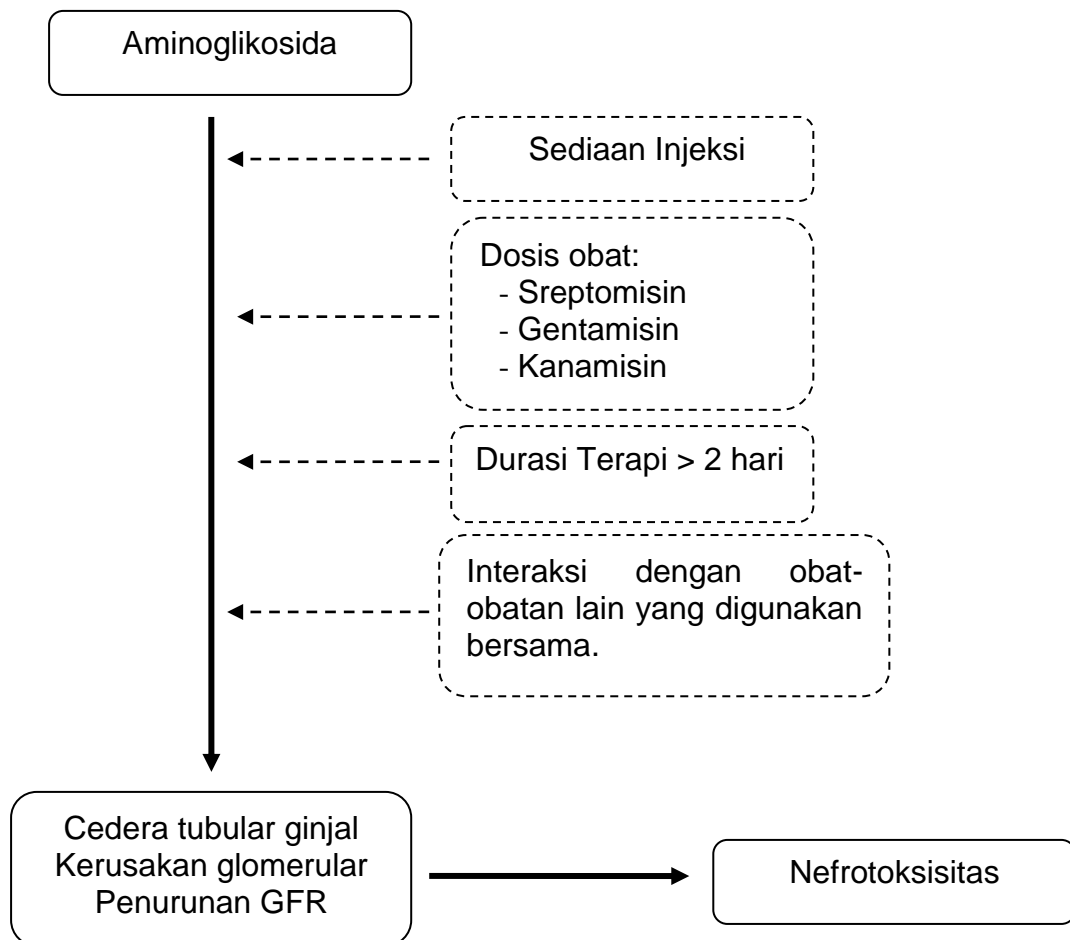 Aminoglikosida
Sediaan Injeksi
Dosis obat:
- Sreptomisin
- Gentamisin
- Kanamisin
Durasi Terapi > 2 hari
Interaksi dengan obat-
obatan lain yang digunakan
bersama.
Cedera tubular ginjal
Kerusakan glomerular
Penurunan GFR
Nefrotoksisitas